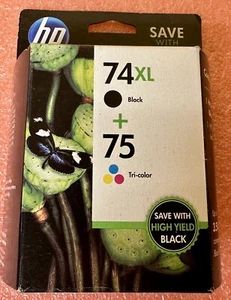 hp
SAVE
WITH
74XL
Black
+
75
Tri-color
SAVE WITH
HIGH YIELD
BLACK